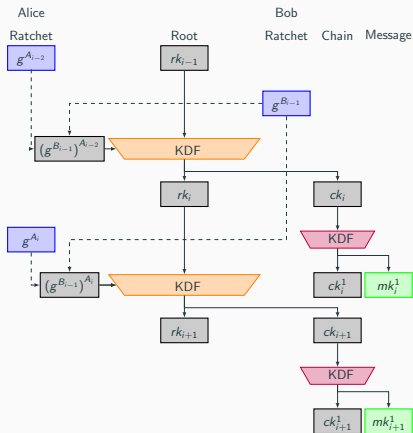 Alice Bob
Ratchet Root Ratchet Chain Message
$g^{A_{i-2}}$ $rk_{i-1}$
$g^{B_{i-1}}$
$(g^{B_{i-1}})^{A_{i-2}}$ KDF
$rk_i$ $ck_i$
$g^{A_i}$ KDF
$(g^{B_{i-1}})^{A_i}$ KDF $ck_i^1$ $mk_i^1$
$rk_{i+1}$ $ck_{i+1}$
KDF
$ck_{i+1}^1$ $mk_{i+1}^1$